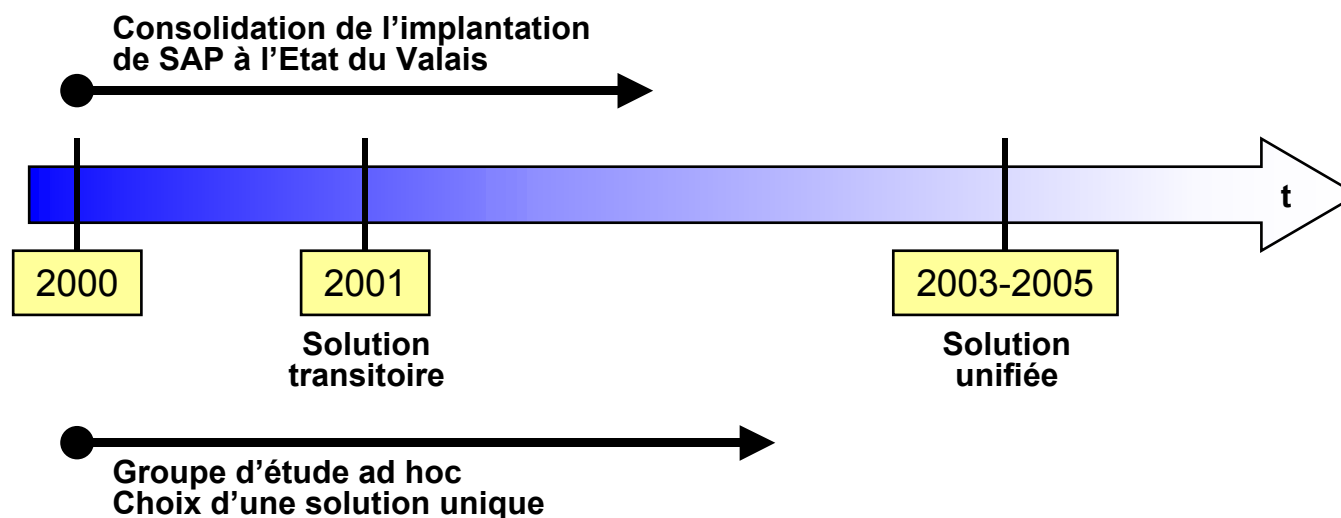 Consolidation de l’implantation
de SAP à l’Etat du Valais
t
2000
2001
2003-2005
Solution
transitoire
Solution
unifiée
Groupe d’étude ad hoc
Choix d’une solution unique